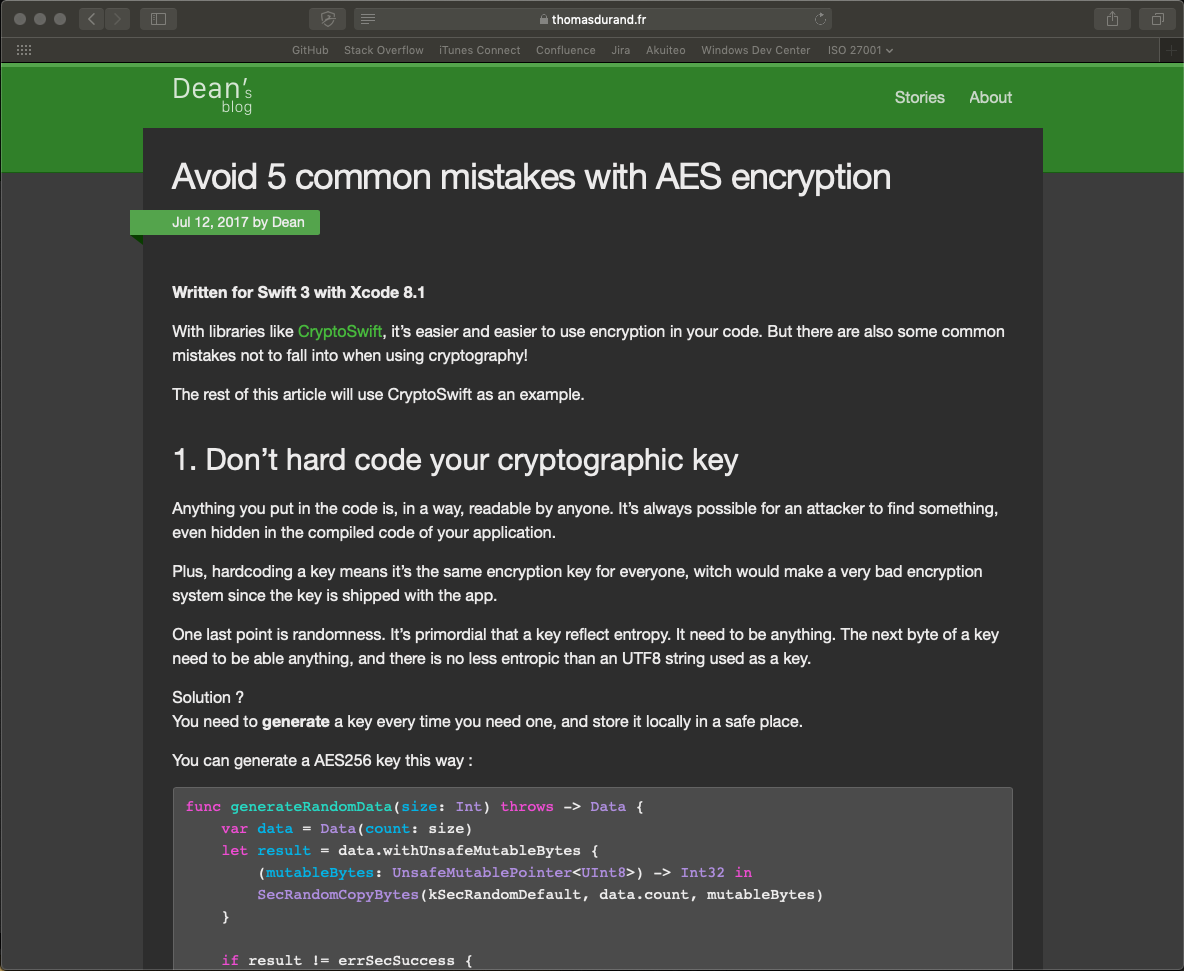 thomasdurand.fr
GitHub Stack Overflow iTunes Connect Confluence Jira Akuiteo Windows Dev Center ISO 27001
Dean's
blog
Stories About
Avoid 5 common mistakes with AES encryption
Jul 12, 2017 by Dean
Written for Swift 3 with Xcode 8.1
With libraries like CryptoSwift, it’s easier and easier to use encryption in your code. But there are also some common
mistakes not to fall into when using cryptography!
The rest of this article will use CryptoSwift as an example.
1. Don’t hard code your cryptographic key
Anything you put in the code is, in a way, readable by anyone. It’s always possible for an attacker to find something,
even hidden in the compiled code of your application.
Plus, hardcoding a key means it’s the same encryption key for everyone, witch would make a very bad encryption
system since the key is shipped with the app.
One last point is randomness. It’s primordial that a key reflect entropy. It need to be anything. The next byte of a key
need to be able anything, and there is no less entropic than an UTF8 string used as a key.
Solution ?
You need to generate a key every time you need one, and store it locally in a safe place.
You can generate a AES256 key this way :
func generateRandomData(size: Int) throws -> Data {
var data = Data(count: size)
let result = data.withUnsafeMutableBytes {
(mutableBytes: UnsafeMutablePointer<UInt8>) -> Int32 in
SecRandomCopyBytes(kSecRandomDefault, data.count, mutableBytes)
}
if result != errSecSuccess {